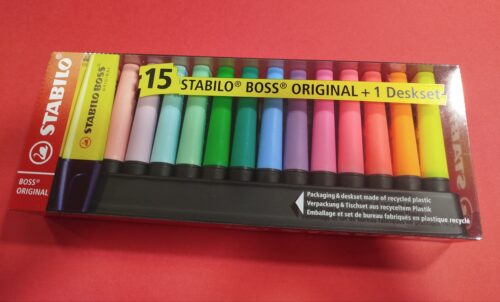 STABILO
BOSS®
ORIGINAL
STABILO BOSS
ORIGINAL
15 STABILO® BOSS® ORIGINAL + 1 Deskset
Packaging & deskset made of recycled plastic
Verpackung & Tischset aus recyceltem Plastik
Emballage et set de bureau fabriqués en plastique recyclé